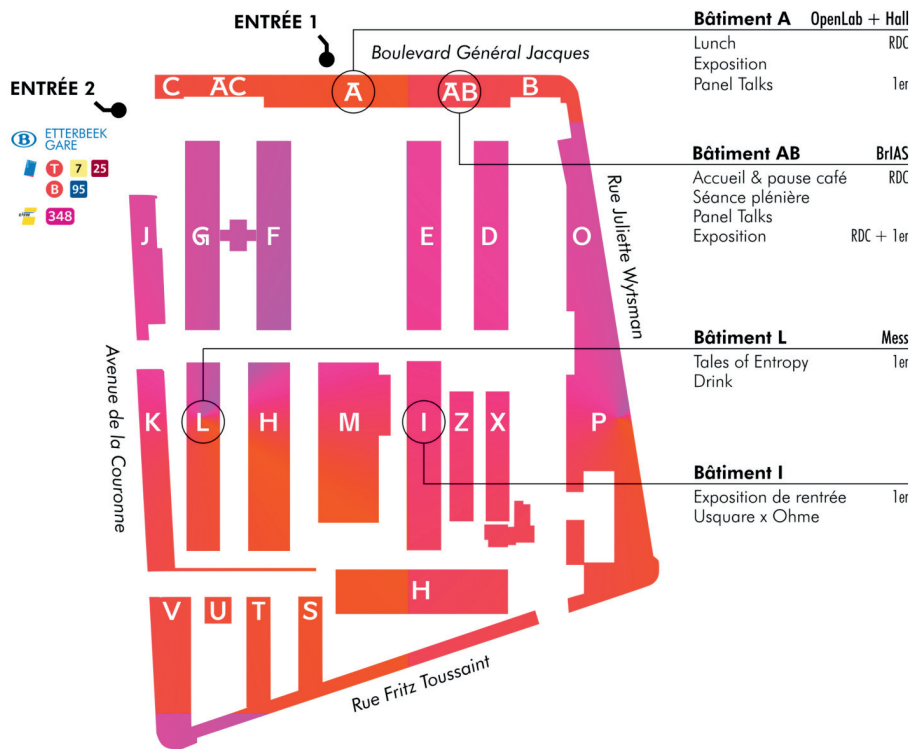 ENTRÉE 1
Boulevard Général Jacques
ENTRÉE 2
B ETTERBEEK
GARE
T 7 25
B 95
348
C AC A AB B
J G F E D O
K L H M I Z X P
H
V U T S
Avenue de la Couronne
Rue Juliette Wytsman
Rue Fritz Toussaint
Bâtiment A OpenLab + Hall
Lunch RDC
Exposition
Panel Talks 1er
Bâtiment AB BrIAS
Accueil & pause café RDC
Séance plénière
Panel Talks
Exposition RDC + 1er
Bâtiment L Mess
Tales of Entropy 1er
Drink
Bâtiment I
Exposition de rentrée 1er
Usquare x Ohme